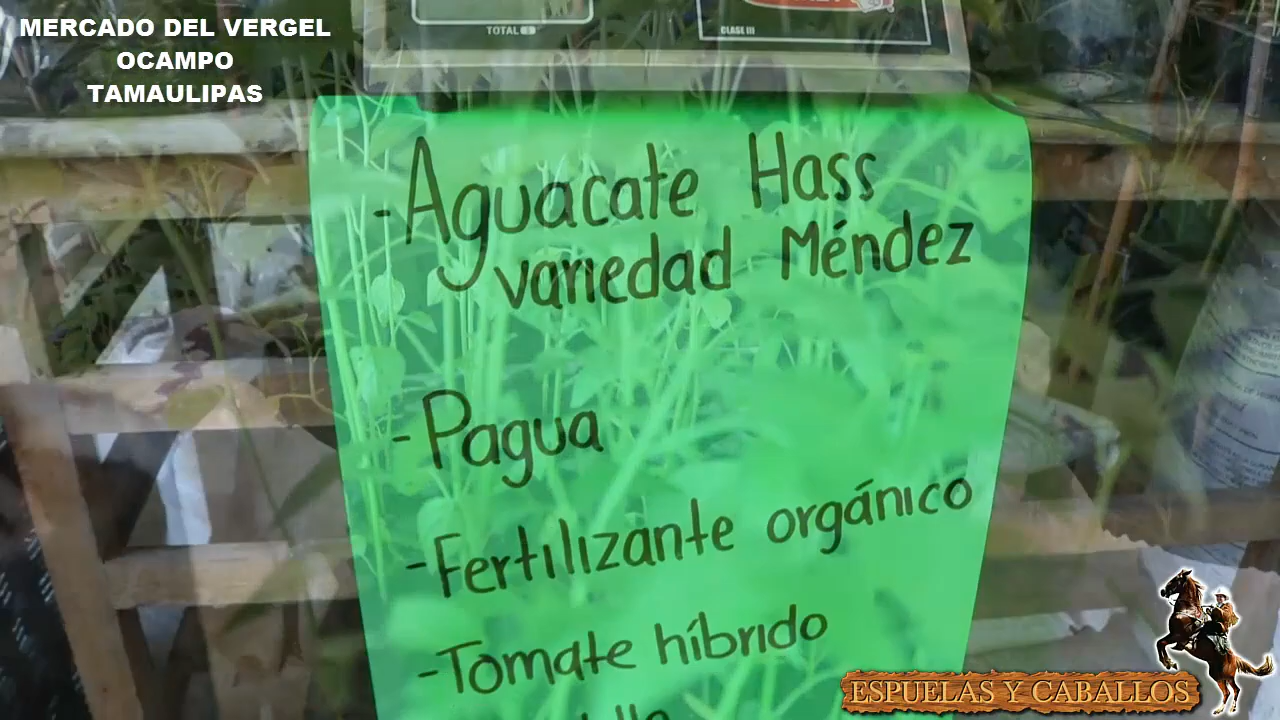 MERCADO DEL VERGEL
OCAMPO
TAMAULIPAS
TOTAL
CLASE III
-Aguacate Hass
variedad Méndez
-Pagua
-Fertilizante orgánico
-Tomate híbrido
ESPUELAS Y CABALLOS